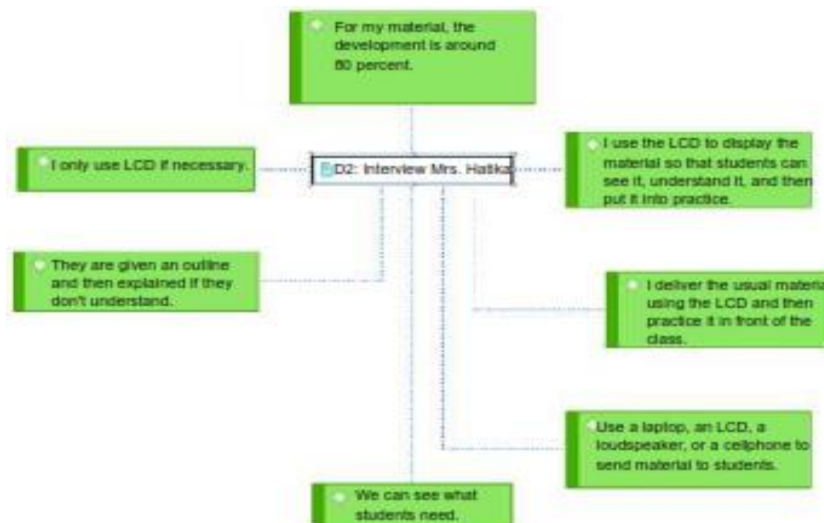 For my material, the
development is around
80 percent.
I only use LCD if necessary.
D2: Interview Mrs. Hatika
I use the LCD to display the
material so that students can
see it, understand it, and then
put it into practice.
They are given an outline
and then explained if they
don't understand.
I deliver the usual materia
using the LCD and then
practice it in front of the
class.
Use a laptop, an LCD, a
loudspeaker, or a cellphone to
send material to students.
We can see what
students need.